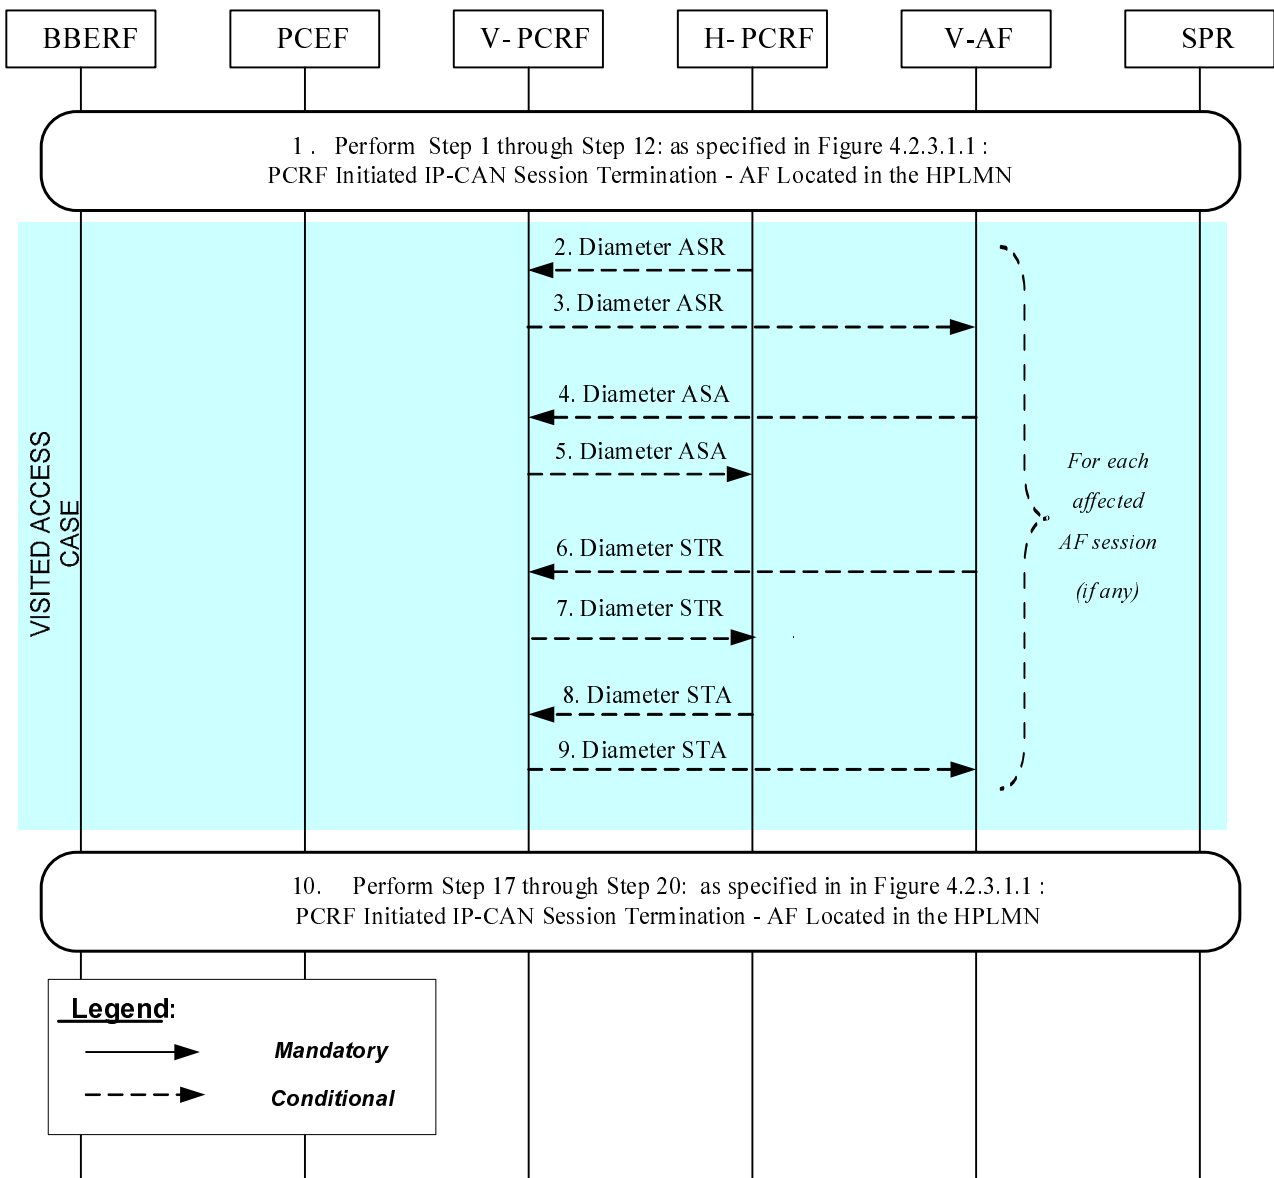 BBERF
PCEF
V-PCRF
H-PCRF
V-AF
SPR
1. Perform Step 1 through Step 12: as specified in Figure 4.2.3.1.1:
PCRF Initiated IP-CAN Session Termination - AF Located in the HPLMN
2. Diameter ASR
3. Diameter ASR
4. Diameter ASA
5. Diameter ASA
6. Diameter STR
7. Diameter STR
8. Diameter STA
9. Diameter STA
VISITED ACCESS
CASE
For each
affected
AF session
(if any)
10. Perform Step 17 through Step 20: as specified in in Figure 4.2.3.1.1:
PCRF Initiated IP-CAN Session Termination - AF Located in the HPLMN
Legend:
Mandatory
Conditional